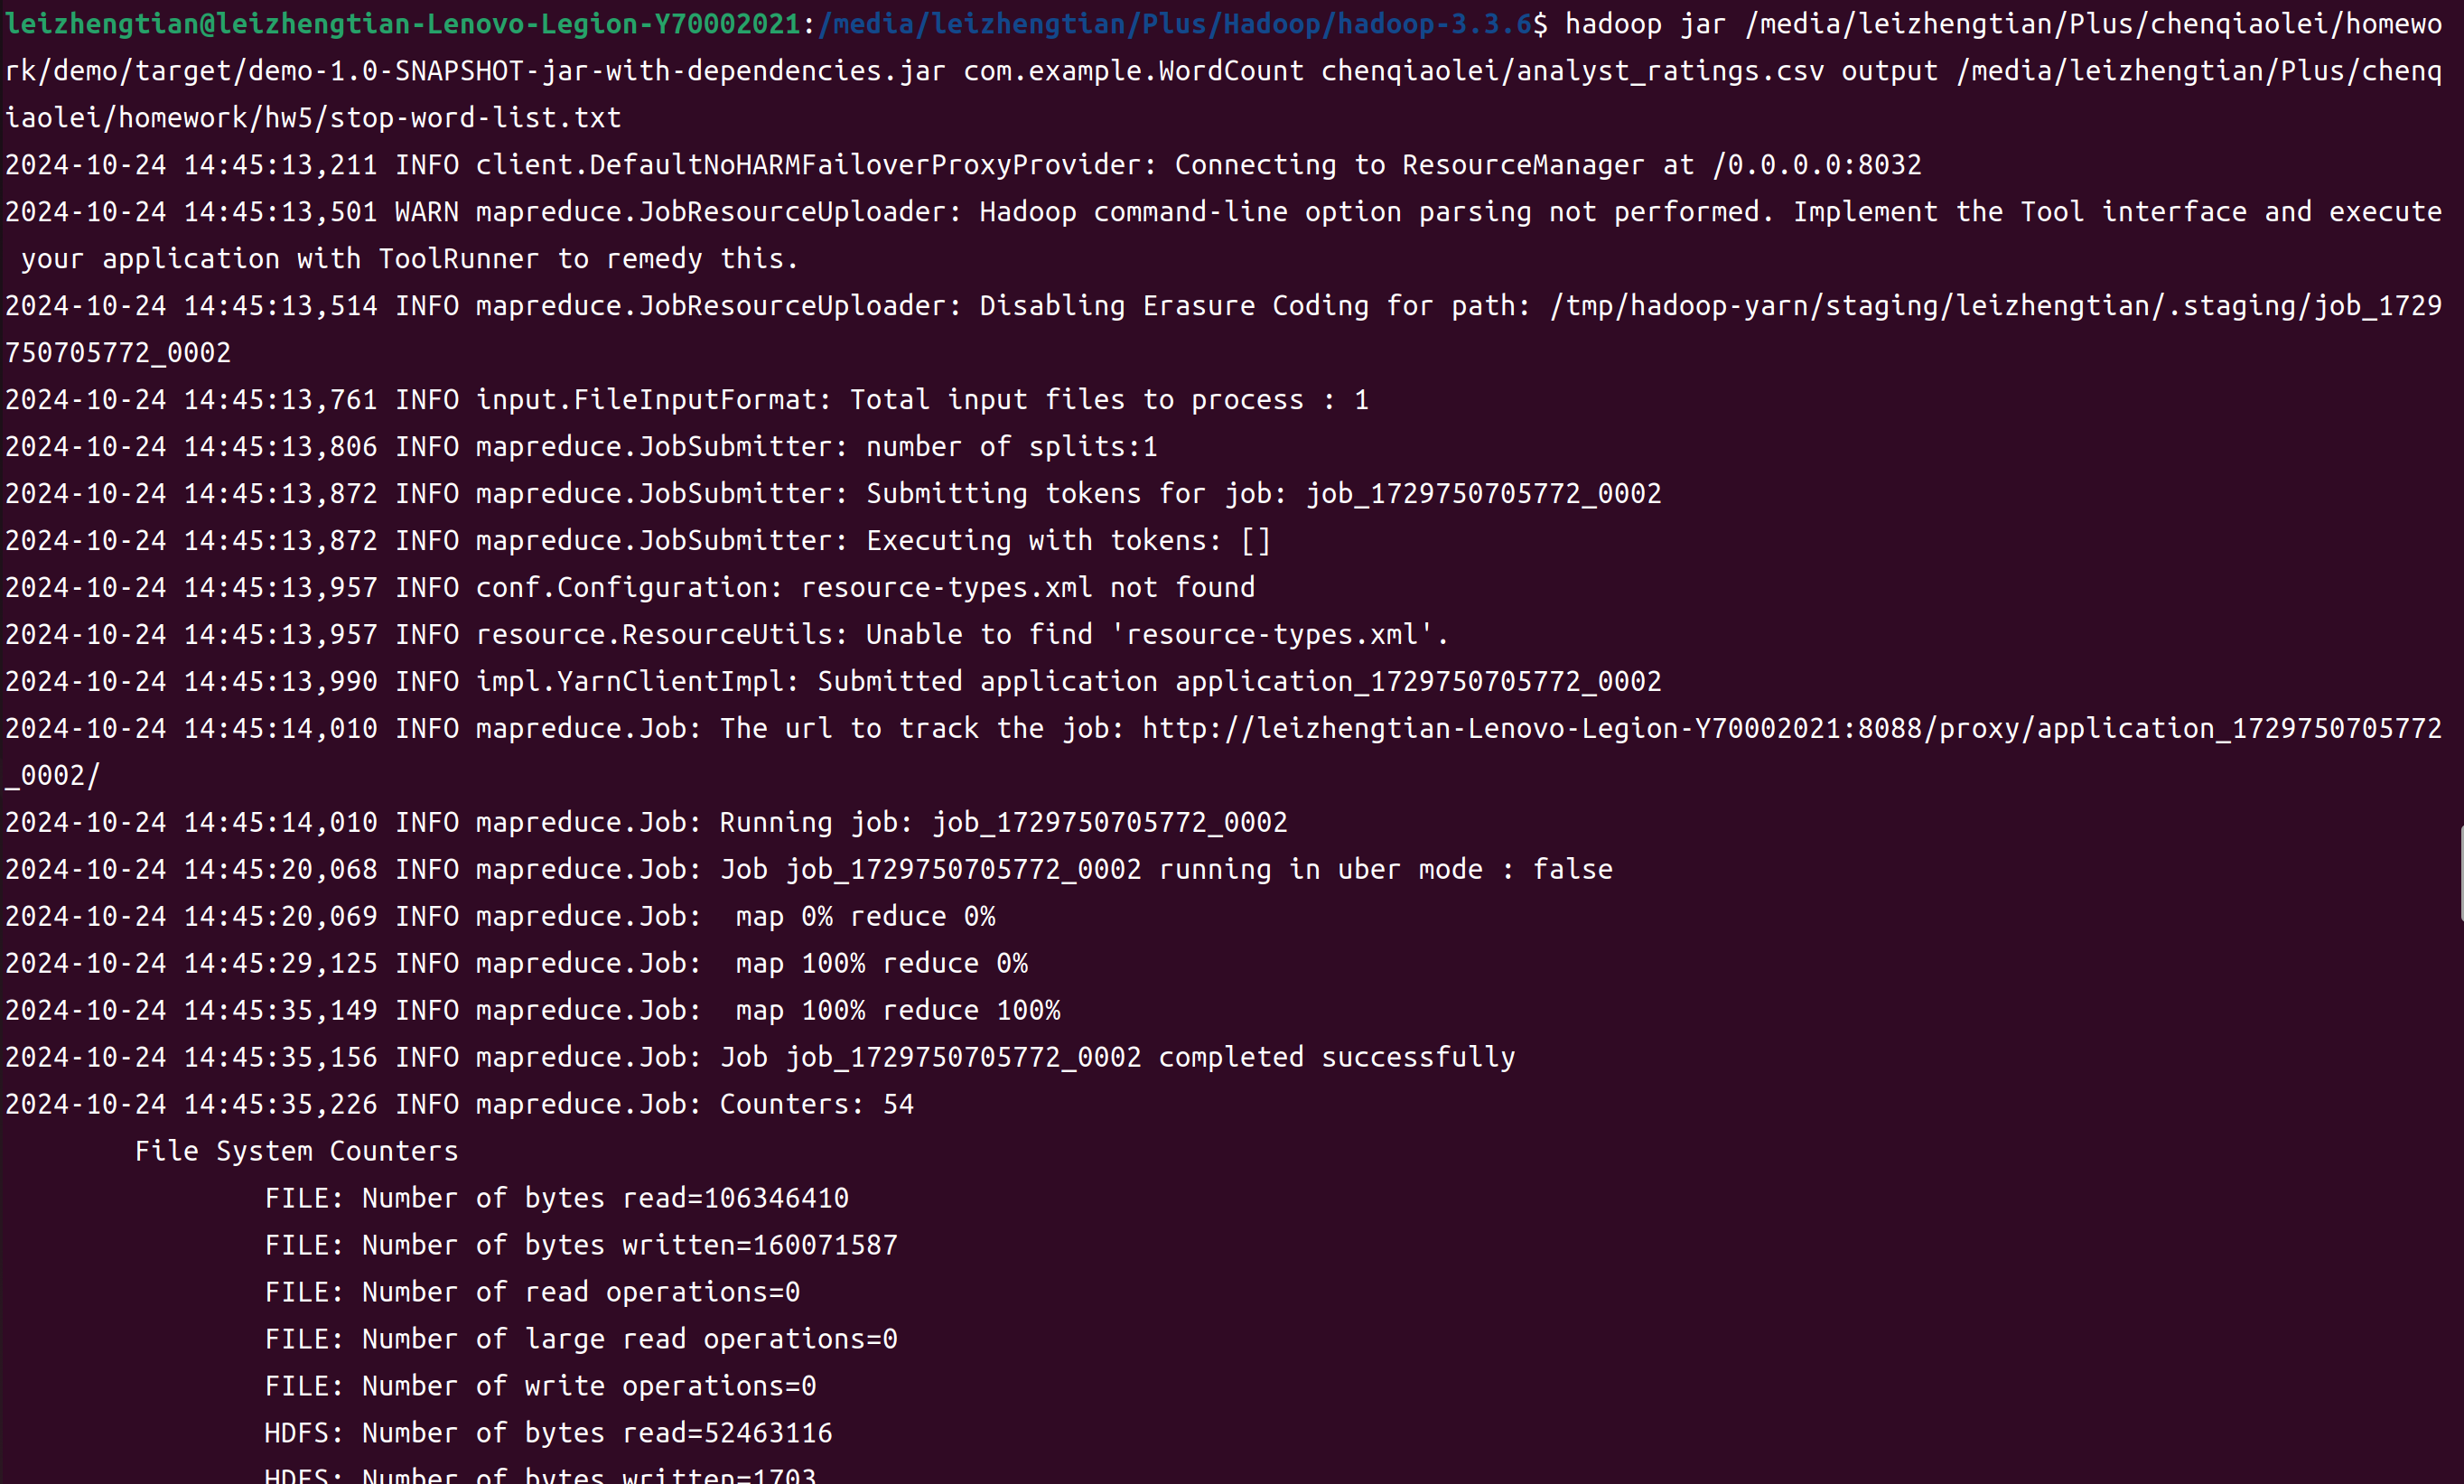 leizhengtian@leizhengtian-Lenovo-Legion-Y70002021:/media/leizhengtian/Plus/Hadoop/hadoop-3.3.6$ hadoop jar /media/leizhengtian/Plus/chenqiaolei/homewo
rk/demo/target/demo-1.0-SNAPSHOT-jar-with-dependencies.jar com.example.WordCount chenqiaolei/analyst_ratings.csv output /media/leizhengtian/Plus/chenq
iaolei/homework/hw5/stop-word-list.txt
2024-10-24 14:45:13,211 INFO client.DefaultNoHARMFailoverProxyProvider: Connecting to ResourceManager at /0.0.0.0:8032
2024-10-24 14:45:13,501 WARN mapreduce.JobResourceUploader: Hadoop command-line option parsing not performed. Implement the Tool interface and execute
 your application with ToolRunner to remedy this.
2024-10-24 14:45:13,514 INFO mapreduce.JobResourceUploader: Disabling Erasure Coding for path: /tmp/hadoop-yarn/staging/leizhengtian/.staging/job_1729
750705772_0002
2024-10-24 14:45:13,761 INFO input.FileInputFormat: Total input files to process : 1
2024-10-24 14:45:13,806 INFO mapreduce.JobSubmitter: number of splits:1
2024-10-24 14:45:13,872 INFO mapreduce.JobSubmitter: Submitting tokens for job: job_1729750705772_0002
2024-10-24 14:45:13,872 INFO mapreduce.JobSubmitter: Executing with tokens: []
2024-10-24 14:45:13,957 INFO conf.Configuration: resource-types.xml not found
2024-10-24 14:45:13,957 INFO resource.ResourceUtils: Unable to find 'resource-types.xml'.
2024-10-24 14:45:13,990 INFO impl.YarnClientImpl: Submitted application application_1729750705772_0002
2024-10-24 14:45:14,010 INFO mapreduce.Job: The url to track the job: http://leizhengtian-Lenovo-Legion-Y70002021:8088/proxy/application_1729750705772
_0002/
2024-10-24 14:45:14,010 INFO mapreduce.Job: Running job: job_1729750705772_0002
2024-10-24 14:45:20,068 INFO mapreduce.Job: Job job_1729750705772_0002 running in uber mode : false
2024-10-24 14:45:20,069 INFO mapreduce.Job:  map 0% reduce 0%
2024-10-24 14:45:29,125 INFO mapreduce.Job:  map 100% reduce 0%
2024-10-24 14:45:35,149 INFO mapreduce.Job:  map 100% reduce 100%
2024-10-24 14:45:35,156 INFO mapreduce.Job: Job job_1729750705772_0002 completed successfully
2024-10-24 14:45:35,226 INFO mapreduce.Job: Counters: 54
File System Counters
FILE: Number of bytes read=106346410
FILE: Number of bytes written=160071587
FILE: Number of read operations=0
FILE: Number of large read operations=0
FILE: Number of write operations=0
HDFS: Number of bytes read=52463116
HDFS: Number of bytes written=1703